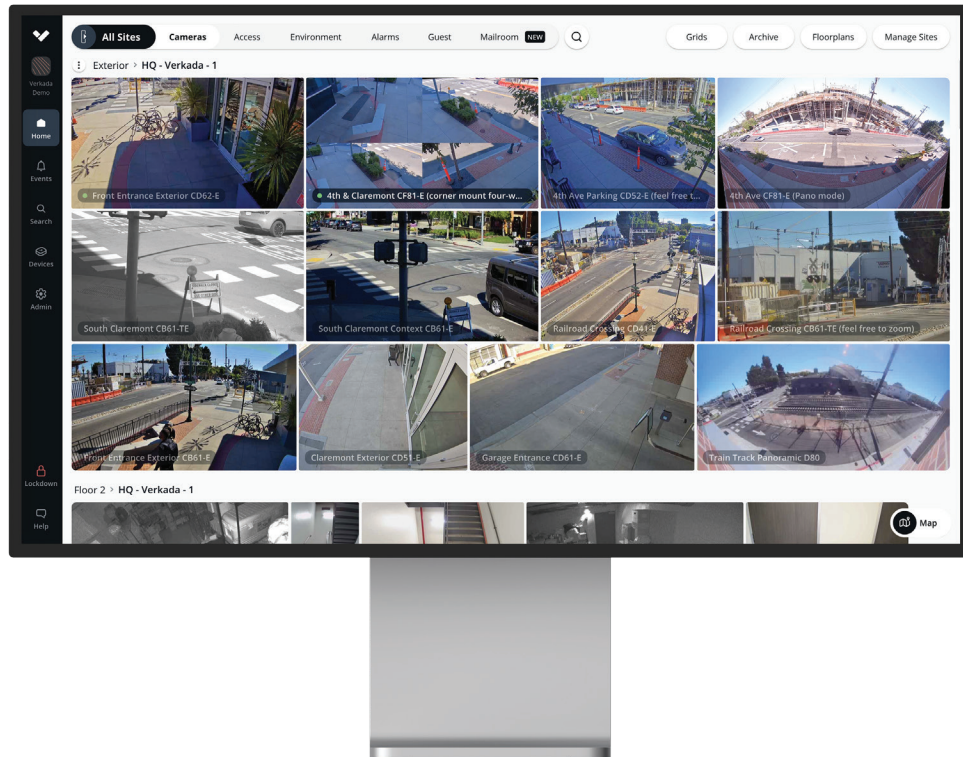 All Sites
Cameras
Access
Environment
Alarms
Guest
Mailroom NEW
Grids
Archive
Floorplans
Manage Sites
Verkada
Demo
Home
Events
Search
Devices
Admin
Lockdown
Help
Exterior > HQ - Verkada - 1
Front Entrance Exterior CD62-E
4th & Claremont CF81-E (corner mount four-w...
4th Ave Parking CD52-E (feel free t...
4th Ave CF81-E (Pano mode)
South Claremont CB61-TE
South Claremont Context CB61-E
Railroad Crossing CD41-E
Railroad Crossing CB61-TE (feel free to zoom)
Front Entrance Exterior CB61-E
Claremont Exterior CD51-E
Garage Entrance CD61-E
Train Track Panoramic D80
Floor 2 > HQ - Verkada - 1
Map